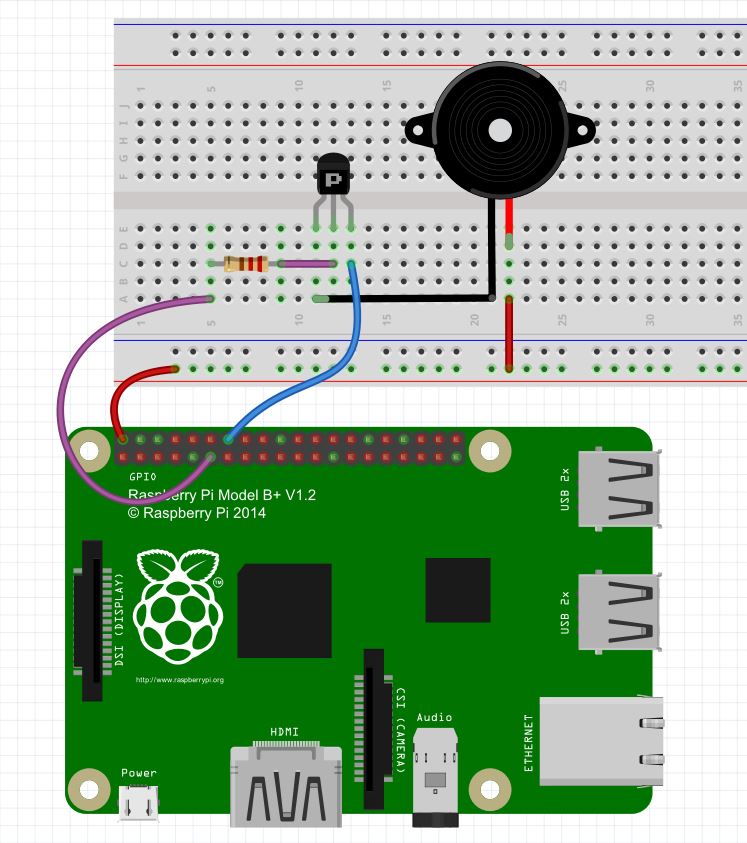 1 5 10 15 25 30 35
J
I
H
G
F
P
E
D
C
B
A
1 5 10 15 20 25 30 35
GPIO
Raspberry Pi Model B+ V1.2
© Raspberry Pi 2014
USB 2x
DSI (DISPLAY)
TM
USB 2x
http://www.raspberrypi.org
CSI (CAMERA)
Audio
ETHERNET
HDMI
Power